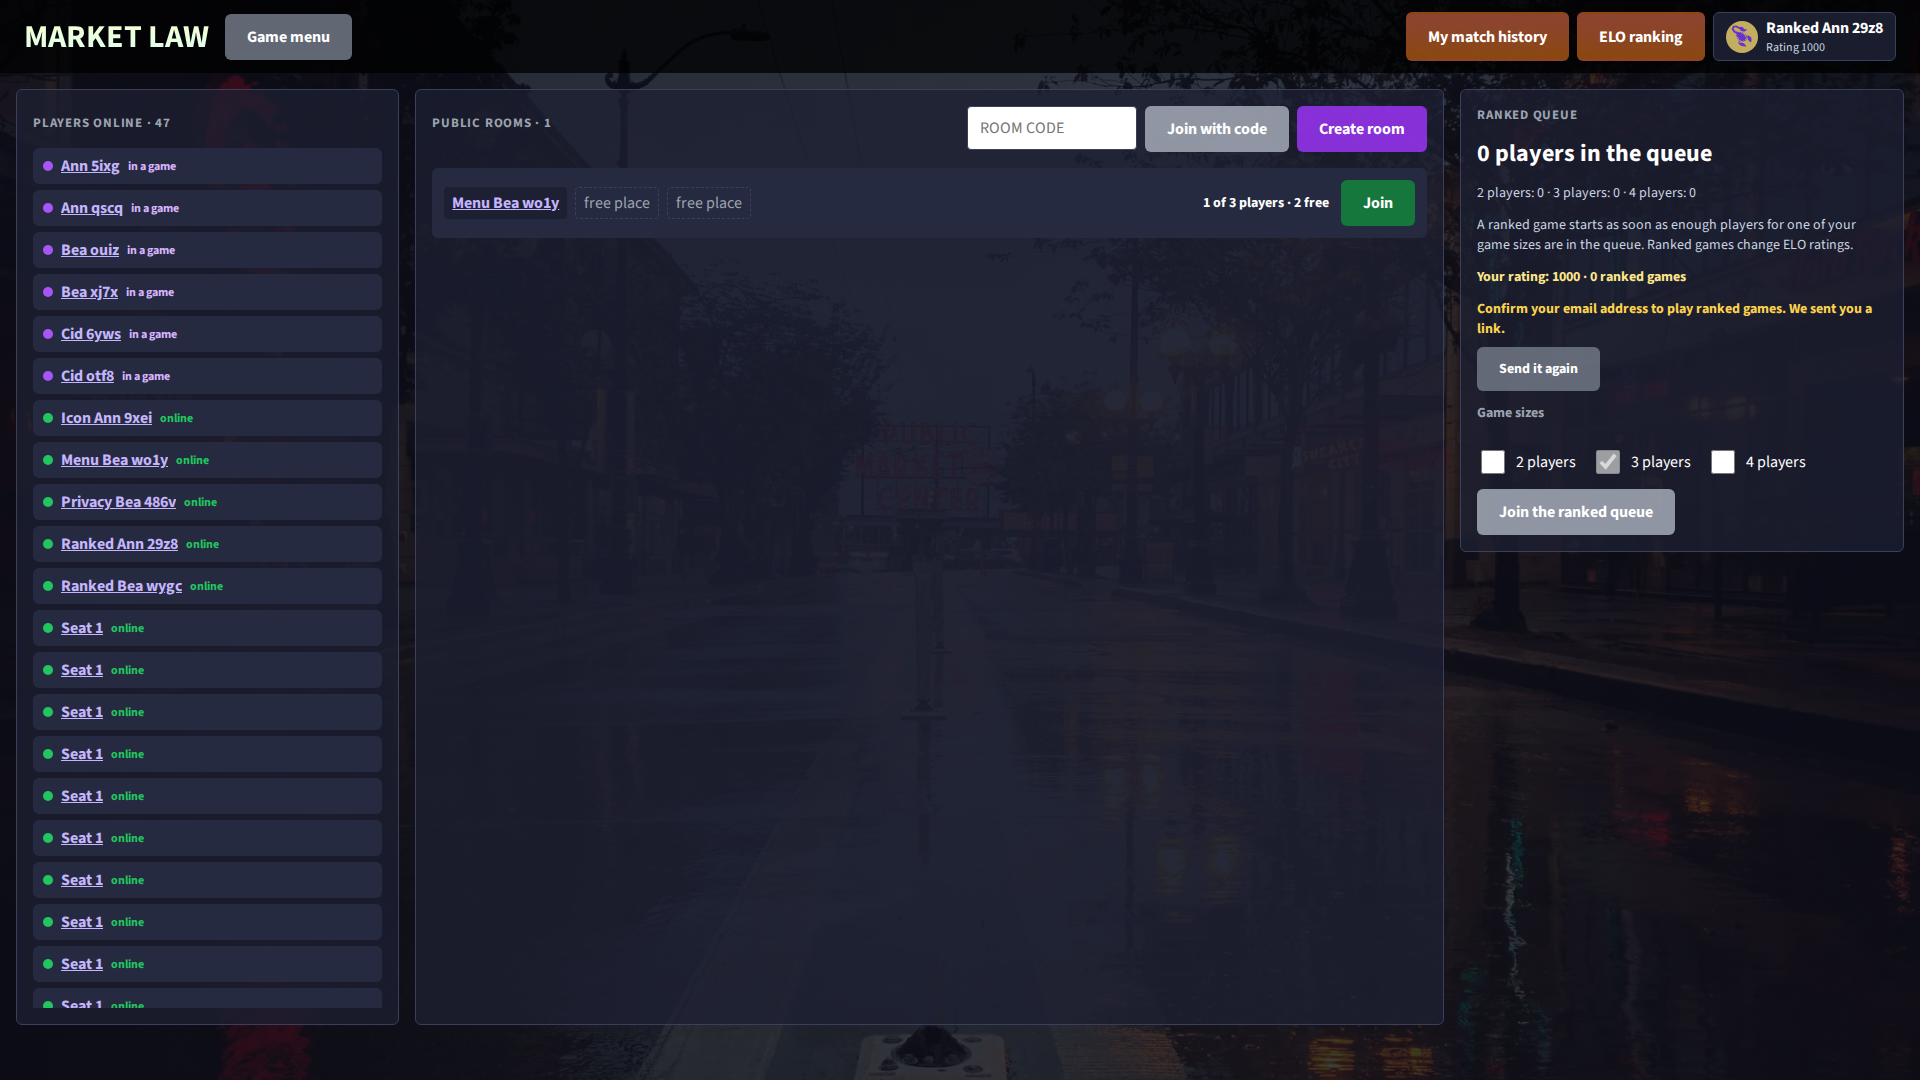 MARKET LAW
Game menu
My match history
ELO ranking
Ranked Ann 29z8
Rating 1000
PLAYERS ONLINE · 47
Ann 5ixg in a game
Ann qscq in a game
Bea ouiz in a game
Bea xj7x in a game
Cid 6yws in a game
Cid otf8 in a game
Icon Ann 9xei online
Menu Bea wo1y online
Privacy Bea 486v online
Ranked Ann 29z8 online
Ranked Bea wygc online
Seat 1 online
Seat 1 online
Seat 1 online
Seat 1 online
Seat 1 online
Seat 1 online
Seat 1 online
Seat 1 online
Seat 1 online
Seat 1 online
PUBLIC ROOMS · 1
ROOM CODE
Join with code
Create room
Menu Bea wo1y
free place
free place
1 of 3 players · 2 free
Join
RANKED QUEUE
0 players in the queue
2 players: 0 · 3 players: 0 · 4 players: 0
A ranked game starts as soon as enough players for one of your
game sizes are in the queue. Ranked games change ELO ratings.
Your rating: 1000 · 0 ranked games
Confirm your email address to play ranked games. We sent you a
link.
Send it again
Game sizes
2 players
3 players
4 players
Join the ranked queue